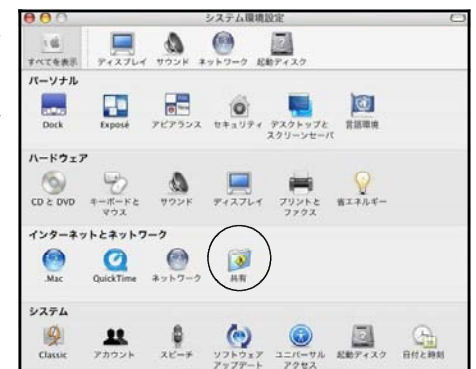 システム環境設定
すべてを表示 ディスプレイ サウンド ネットワーク 起動ディスク
パーソナル
Dock Exposé アピアランス セキュリティ デスクトップと スクリーンセーバ 言語環境
ハードウェア
CD と DVD キーボードと マウス サウンド ディスプレイ プリントと ファクス 省エネルギー
インターネットとネットワーク
.Mac QuickTime ネットワーク 共有
システム
Classic アカウント スピーチ ソフトウェア アップデート ユニバーサル アクセス 起動ディスク 日付と時刻